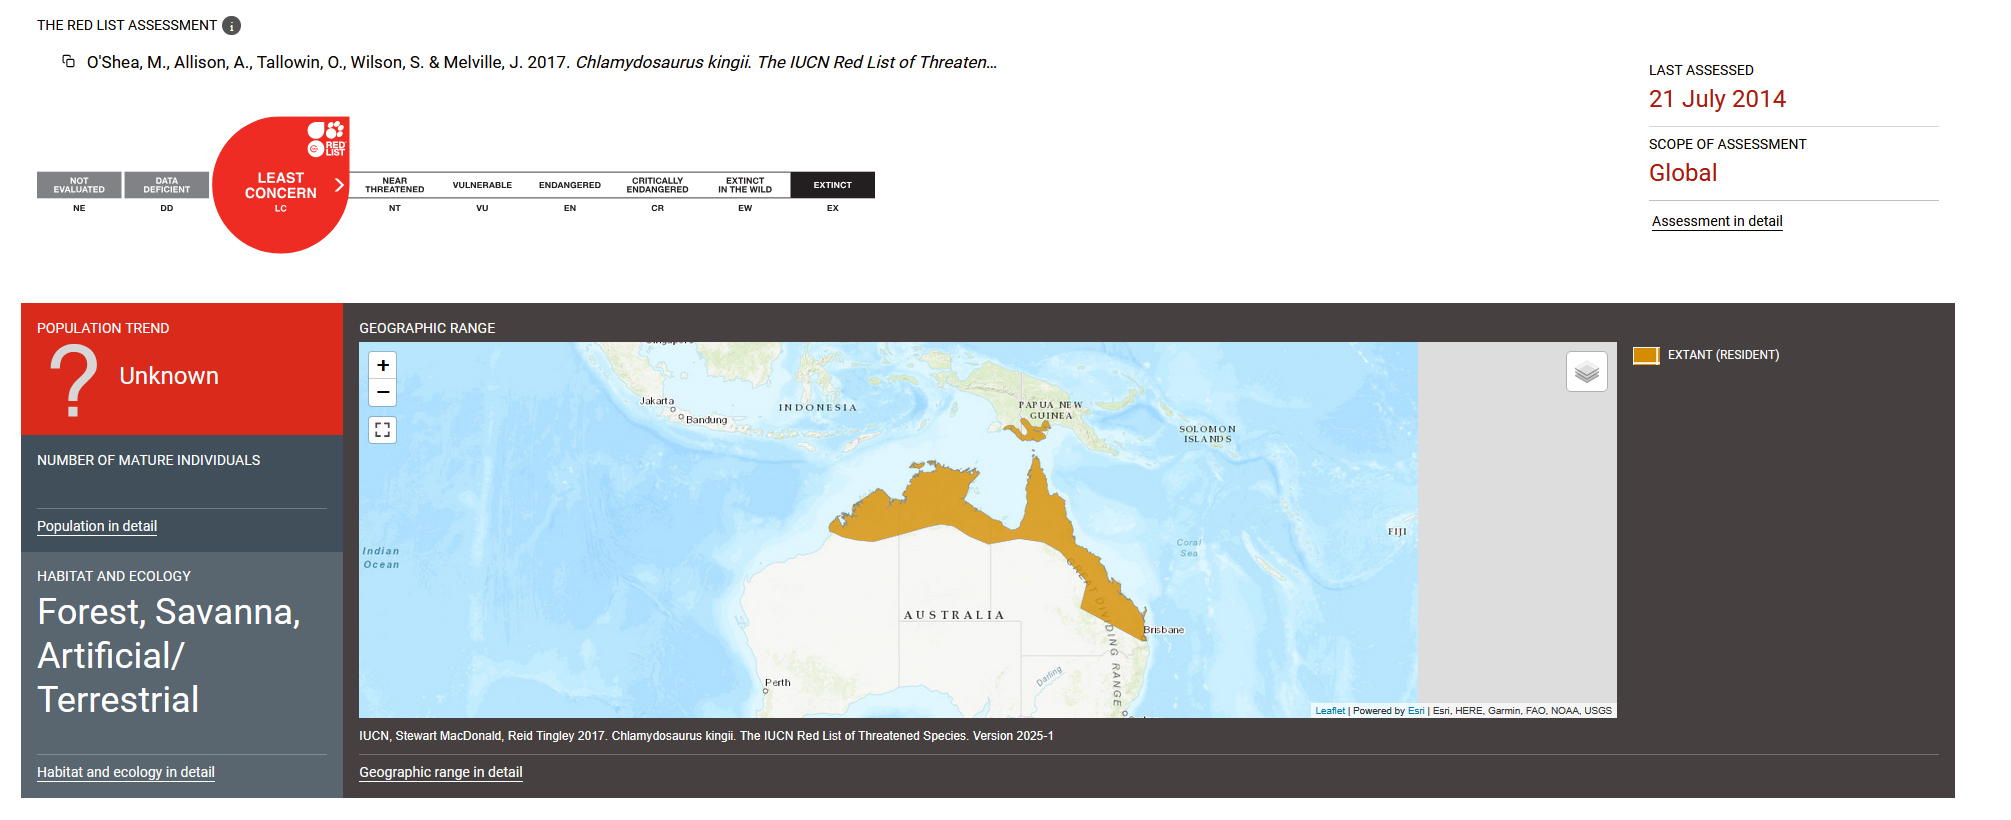 THE RED LIST ASSESSMENT i
O'Shea, M., Allison, A., Tallowin, O., Wilson, S. & Melville, J. 2017. Chlamydosaurus kingii. The IUCN Red List of Threaten...
LAST ASSESSED
21 July 2014
SCOPE OF ASSESSMENT
Global
Assessment in detail
RED
LIST
NOT
EVALUATED
NE
DATA
DEFICIENT
DD
LEAST
CONCERN
LC
NEAR
THREATENED
NT
VULNERABLE
VU
ENDANGERED
EN
CRITICALLY
ENDANGERED
CR
EXTINCT
IN THE WILD
EW
EXTINCT
EX
POPULATION TREND
? Unknown
NUMBER OF MATURE INDIVIDUALS
Population in detail
HABITAT AND ECOLOGY
Forest, Savanna,
Artificial/
Terrestrial
Habitat and ecology in detail
GEOGRAPHIC RANGE
+
−
Jakarta
Bandung
INDONESIA
PAPUA NEW
GUINEA
SOLOMON
ISLANDS
FIJI
Coral
Sea
Indian
Ocean
GREAT DIVIDING RANGE
AUSTRALIA
Brisbane
Darling
Perth
Leaflet | Powered by Esri | Esri, HERE, Garmin, FAO, NOAA, USGS
EXTANT (RESIDENT)
IUCN, Stewart MacDonald, Reid Tingley 2017. Chlamydosaurus kingii. The IUCN Red List of Threatened Species. Version 2025-1
Geographic range in detail